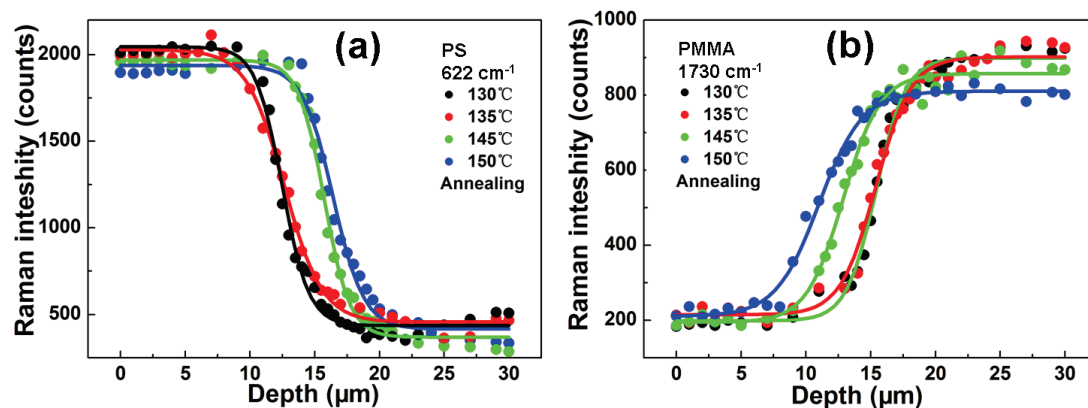 (a)
PS
622 cm⁻¹
130℃
135℃
145℃
150℃
Annealing
Raman inteshity (counts)
2000
1500
1000
500
0 5 10 15 20 25 30
Depth (μm)
(b)
PMMA
1730 cm⁻¹
130℃
135℃
145℃
150℃
Annealing
Raman inteshity (counts)
1000
800
600
400
200
0 5 10 15 20 25 30
Depth (μm)